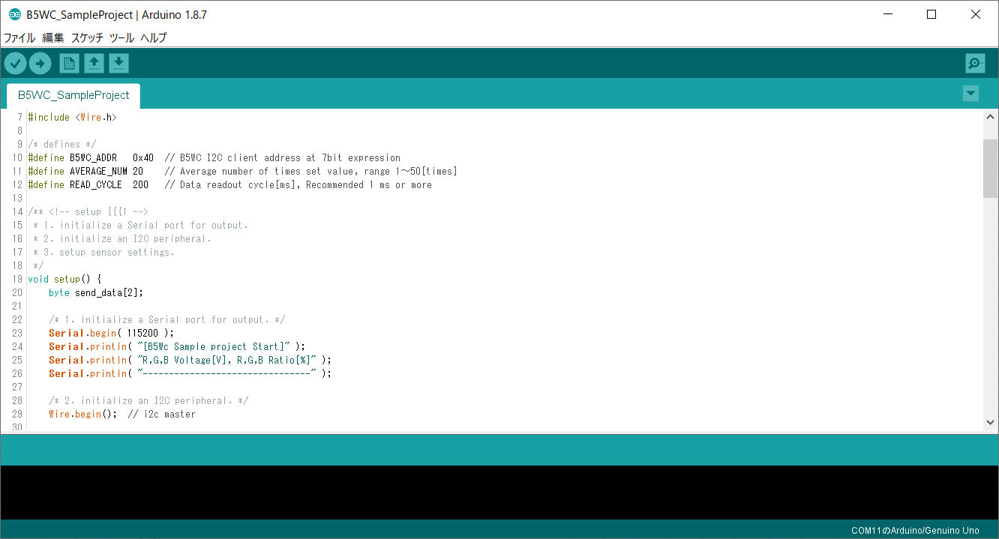 B5WC_SampleProject | Arduino 1.8.7
ファイル 編集 スケッチ ツール ヘルプ
B5WC_SampleProject
7 #include <Wire.h>
8
9 /* defines */
10 #define B5WC_ADDR   0x40  // B5WC I2C client address at 7bit expression
11 #define AVERAGE_NUM 20    // Average number of times set value, range 1～50[times]
12 #define READ_CYCLE  200   // Data readout cycle[ms], Recommended 1 ms or more
13
14 /** <!-- setup {{{1 -->
15  * 1. initialize a Serial port for output.
16  * 2. initialize an I2C peripheral.
17  * 3. setup sensor settings.
18  */
19 void setup() {
20     byte send_data[2];
21
22     /* 1. initialize a Serial port for output. */
23     Serial.begin( 115200 );
24     Serial.println( "[B5Wc Sample project Start]" );
25     Serial.println( "R,G,B Voltage[V], R,G,B Ratio[%]" );
26     Serial.println( "--------------------------------" );
27
28     /* 2. initialize an I2C peripheral. */
29     Wire.begin();  // i2c master
30
COM11のArduino/Genuino Uno